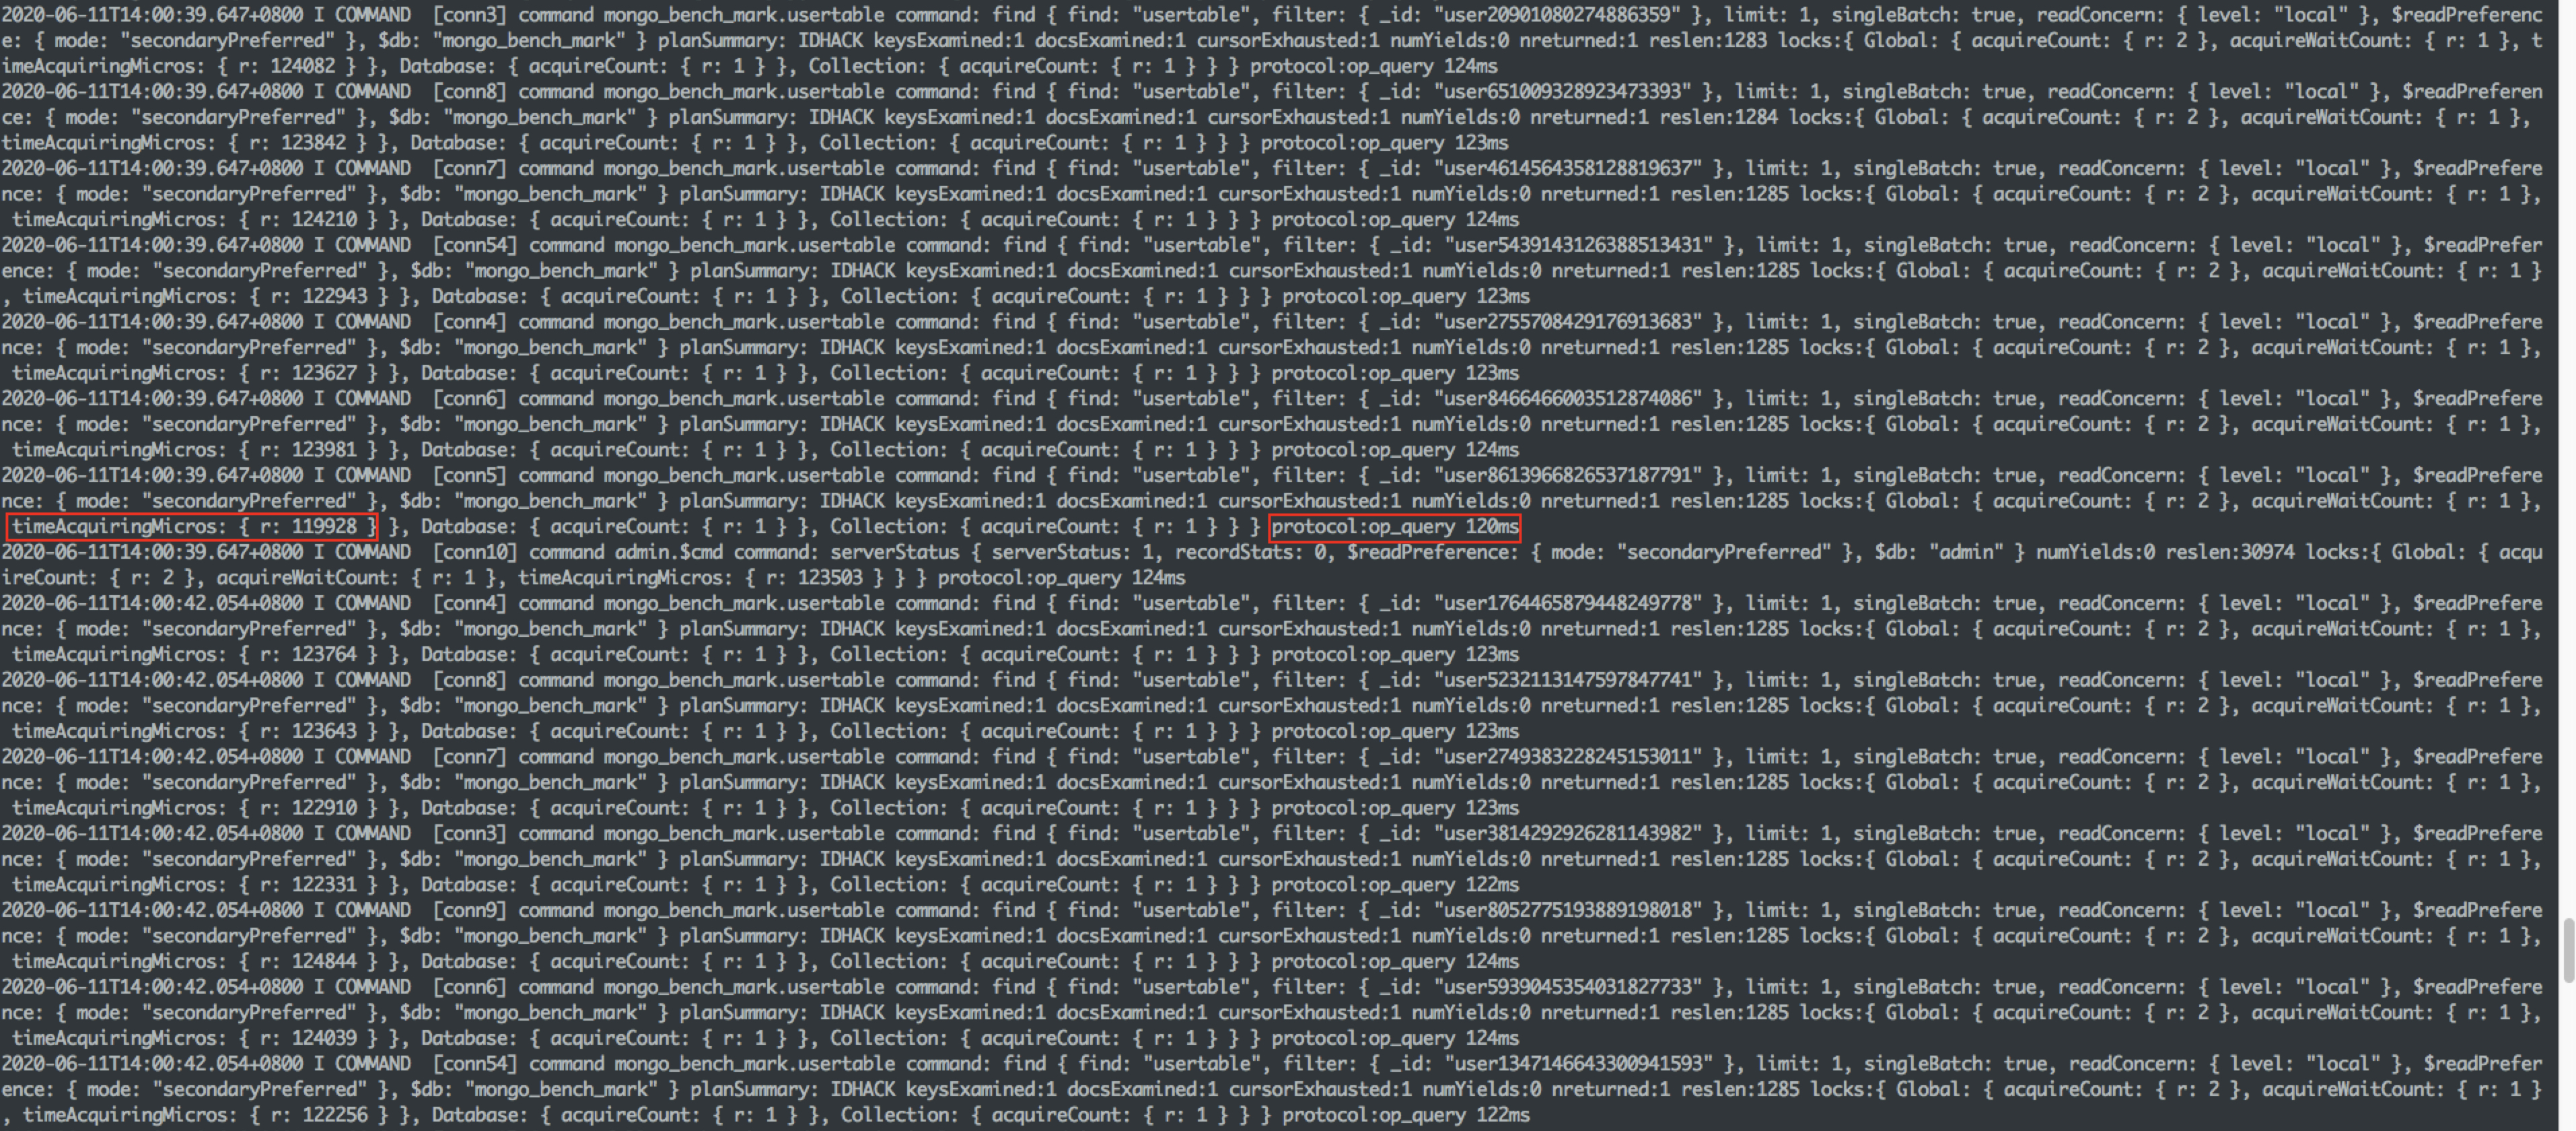 2020-06-11T14:00:39.647+0800 I COMMAND  [conn3] command mongo_bench_mark.usertable command: find { find: "usertable", filter: { _id: "user20901080274886359" }, limit: 1, singleBatch: true, readConcern: { level: "local" }, $readPreferenc
e: { mode: "secondaryPreferred" }, $db: "mongo_bench_mark" } planSummary: IDHACK keysExamined:1 docsExamined:1 cursorExhausted:1 numYields:0 nreturned:1 reslen:1283 locks:{ Global: { acquireCount: { r: 2 }, acquireWaitCount: { r: 1 }, t
imeAcquiringMicros: { r: 124082 } }, Database: { acquireCount: { r: 1 } }, Collection: { acquireCount: { r: 1 } } } protocol:op_query 124ms
2020-06-11T14:00:39.647+0800 I COMMAND  [conn8] command mongo_bench_mark.usertable command: find { find: "usertable", filter: { _id: "user651009328923473393" }, limit: 1, singleBatch: true, readConcern: { level: "local" }, $readPreferen
ce: { mode: "secondaryPreferred" }, $db: "mongo_bench_mark" } planSummary: IDHACK keysExamined:1 docsExamined:1 cursorExhausted:1 numYields:0 nreturned:1 reslen:1284 locks:{ Global: { acquireCount: { r: 2 }, acquireWaitCount: { r: 1 },
timeAcquiringMicros: { r: 123842 } }, Database: { acquireCount: { r: 1 } }, Collection: { acquireCount: { r: 1 } } } protocol:op_query 123ms
2020-06-11T14:00:39.647+0800 I COMMAND  [conn7] command mongo_bench_mark.usertable command: find { find: "usertable", filter: { _id: "user4614564358128819637" }, limit: 1, singleBatch: true, readConcern: { level: "local" }, $readPrefere
nce: { mode: "secondaryPreferred" }, $db: "mongo_bench_mark" } planSummary: IDHACK keysExamined:1 docsExamined:1 cursorExhausted:1 numYields:0 nreturned:1 reslen:1285 locks:{ Global: { acquireCount: { r: 2 }, acquireWaitCount: { r: 1 },
timeAcquiringMicros: { r: 124210 } }, Database: { acquireCount: { r: 1 } }, Collection: { acquireCount: { r: 1 } } } protocol:op_query 124ms
2020-06-11T14:00:39.647+0800 I COMMAND  [conn54] command mongo_bench_mark.usertable command: find { find: "usertable", filter: { _id: "user5439143126388513431" }, limit: 1, singleBatch: true, readConcern: { level: "local" }, $readPrefer
ence: { mode: "secondaryPreferred" }, $db: "mongo_bench_mark" } planSummary: IDHACK keysExamined:1 docsExamined:1 cursorExhausted:1 numYields:0 nreturned:1 reslen:1285 locks:{ Global: { acquireCount: { r: 2 }, acquireWaitCount: { r: 1 }
, timeAcquiringMicros: { r: 122943 } }, Database: { acquireCount: { r: 1 } }, Collection: { acquireCount: { r: 1 } } } protocol:op_query 123ms
2020-06-11T14:00:39.647+0800 I COMMAND  [conn4] command mongo_bench_mark.usertable command: find { find: "usertable", filter: { _id: "user2755708429176913683" }, limit: 1, singleBatch: true, readConcern: { level: "local" }, $readPrefere
nce: { mode: "secondaryPreferred" }, $db: "mongo_bench_mark" } planSummary: IDHACK keysExamined:1 docsExamined:1 cursorExhausted:1 numYields:0 nreturned:1 reslen:1285 locks:{ Global: { acquireCount: { r: 2 }, acquireWaitCount: { r: 1 },
timeAcquiringMicros: { r: 123627 } }, Database: { acquireCount: { r: 1 } }, Collection: { acquireCount: { r: 1 } } } protocol:op_query 123ms
2020-06-11T14:00:39.647+0800 I COMMAND  [conn6] command mongo_bench_mark.usertable command: find { find: "usertable", filter: { _id: "user8466466003512874086" }, limit: 1, singleBatch: true, readConcern: { level: "local" }, $readPrefere
nce: { mode: "secondaryPreferred" }, $db: "mongo_bench_mark" } planSummary: IDHACK keysExamined:1 docsExamined:1 cursorExhausted:1 numYields:0 nreturned:1 reslen:1285 locks:{ Global: { acquireCount: { r: 2 }, acquireWaitCount: { r: 1 },
timeAcquiringMicros: { r: 123981 } }, Database: { acquireCount: { r: 1 } }, Collection: { acquireCount: { r: 1 } } } protocol:op_query 124ms
2020-06-11T14:00:39.647+0800 I COMMAND  [conn5] command mongo_bench_mark.usertable command: find { find: "usertable", filter: { _id: "user8613966826537187791" }, limit: 1, singleBatch: true, readConcern: { level: "local" }, $readPrefere
nce: { mode: "secondaryPreferred" }, $db: "mongo_bench_mark" } planSummary: IDHACK keysExamined:1 docsExamined:1 cursorExhausted:1 numYields:0 nreturned:1 reslen:1285 locks:{ Global: { acquireCount: { r: 2 }, acquireWaitCount: { r: 1 },
timeAcquiringMicros: { r: 119928 } }, Database: { acquireCount: { r: 1 } }, Collection: { acquireCount: { r: 1 } } } protocol:op_query 120ms
2020-06-11T14:00:39.647+0800 I COMMAND  [conn10] command admin.$cmd command: serverStatus { serverStatus: 1, recordStats: 0, $readPreference: { mode: "secondaryPreferred" }, $db: "admin" } numYields:0 reslen:30974 locks:{ Global: { acqu
ireCount: { r: 2 }, acquireWaitCount: { r: 1 }, timeAcquiringMicros: { r: 123503 } } } protocol:op_query 124ms
2020-06-11T14:00:42.054+0800 I COMMAND  [conn4] command mongo_bench_mark.usertable command: find { find: "usertable", filter: { _id: "user1764465879448249778" }, limit: 1, singleBatch: true, readConcern: { level: "local" }, $readPrefere
nce: { mode: "secondaryPreferred" }, $db: "mongo_bench_mark" } planSummary: IDHACK keysExamined:1 docsExamined:1 cursorExhausted:1 numYields:0 nreturned:1 reslen:1285 locks:{ Global: { acquireCount: { r: 2 }, acquireWaitCount: { r: 1 },
timeAcquiringMicros: { r: 123764 } }, Database: { acquireCount: { r: 1 } }, Collection: { acquireCount: { r: 1 } } } protocol:op_query 123ms
2020-06-11T14:00:42.054+0800 I COMMAND  [conn8] command mongo_bench_mark.usertable command: find { find: "usertable", filter: { _id: "user5232113147597847741" }, limit: 1, singleBatch: true, readConcern: { level: "local" }, $readPrefere
nce: { mode: "secondaryPreferred" }, $db: "mongo_bench_mark" } planSummary: IDHACK keysExamined:1 docsExamined:1 cursorExhausted:1 numYields:0 nreturned:1 reslen:1285 locks:{ Global: { acquireCount: { r: 2 }, acquireWaitCount: { r: 1 },
timeAcquiringMicros: { r: 123643 } }, Database: { acquireCount: { r: 1 } }, Collection: { acquireCount: { r: 1 } } } protocol:op_query 123ms
2020-06-11T14:00:42.054+0800 I COMMAND  [conn7] command mongo_bench_mark.usertable command: find { find: "usertable", filter: { _id: "user2749383228245153011" }, limit: 1, singleBatch: true, readConcern: { level: "local" }, $readPrefere
nce: { mode: "secondaryPreferred" }, $db: "mongo_bench_mark" } planSummary: IDHACK keysExamined:1 docsExamined:1 cursorExhausted:1 numYields:0 nreturned:1 reslen:1285 locks:{ Global: { acquireCount: { r: 2 }, acquireWaitCount: { r: 1 },
timeAcquiringMicros: { r: 122910 } }, Database: { acquireCount: { r: 1 } }, Collection: { acquireCount: { r: 1 } } } protocol:op_query 123ms
2020-06-11T14:00:42.054+0800 I COMMAND  [conn3] command mongo_bench_mark.usertable command: find { find: "usertable", filter: { _id: "user3814292926281143982" }, limit: 1, singleBatch: true, readConcern: { level: "local" }, $readPrefere
nce: { mode: "secondaryPreferred" }, $db: "mongo_bench_mark" } planSummary: IDHACK keysExamined:1 docsExamined:1 cursorExhausted:1 numYields:0 nreturned:1 reslen:1285 locks:{ Global: { acquireCount: { r: 2 }, acquireWaitCount: { r: 1 },
timeAcquiringMicros: { r: 122331 } }, Database: { acquireCount: { r: 1 } }, Collection: { acquireCount: { r: 1 } } } protocol:op_query 122ms
2020-06-11T14:00:42.054+0800 I COMMAND  [conn9] command mongo_bench_mark.usertable command: find { find: "usertable", filter: { _id: "user8052775193889198018" }, limit: 1, singleBatch: true, readConcern: { level: "local" }, $readPrefere
nce: { mode: "secondaryPreferred" }, $db: "mongo_bench_mark" } planSummary: IDHACK keysExamined:1 docsExamined:1 cursorExhausted:1 numYields:0 nreturned:1 reslen:1285 locks:{ Global: { acquireCount: { r: 2 }, acquireWaitCount: { r: 1 },
timeAcquiringMicros: { r: 124844 } }, Database: { acquireCount: { r: 1 } }, Collection: { acquireCount: { r: 1 } } } protocol:op_query 124ms
2020-06-11T14:00:42.054+0800 I COMMAND  [conn6] command mongo_bench_mark.usertable command: find { find: "usertable", filter: { _id: "user5939045354031827733" }, limit: 1, singleBatch: true, readConcern: { level: "local" }, $readPrefere
nce: { mode: "secondaryPreferred" }, $db: "mongo_bench_mark" } planSummary: IDHACK keysExamined:1 docsExamined:1 cursorExhausted:1 numYields:0 nreturned:1 reslen:1285 locks:{ Global: { acquireCount: { r: 2 }, acquireWaitCount: { r: 1 },
timeAcquiringMicros: { r: 124039 } }, Database: { acquireCount: { r: 1 } }, Collection: { acquireCount: { r: 1 } } } protocol:op_query 124ms
2020-06-11T14:00:42.054+0800 I COMMAND  [conn54] command mongo_bench_mark.usertable command: find { find: "usertable", filter: { _id: "user1347146643300941593" }, limit: 1, singleBatch: true, readConcern: { level: "local" }, $readPrefer
ence: { mode: "secondaryPreferred" }, $db: "mongo_bench_mark" } planSummary: IDHACK keysExamined:1 docsExamined:1 cursorExhausted:1 numYields:0 nreturned:1 reslen:1285 locks:{ Global: { acquireCount: { r: 2 }, acquireWaitCount: { r: 1 }
, timeAcquiringMicros: { r: 122256 } }, Database: { acquireCount: { r: 1 } }, Collection: { acquireCount: { r: 1 } } } protocol:op_query 122ms